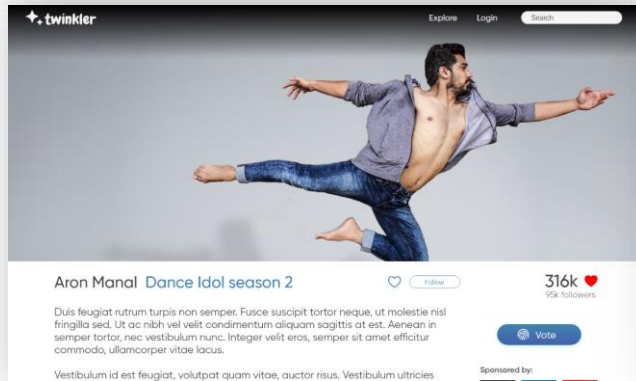 twinkler
Explore Login Search
Aron Manal Dance Idol season 2
Follow
316k
95k followers
Duis feugiat rutrum turpis non semper. Fusce suscipit tortor neque, ut molestie nisl
fringilla sed. Ut ac nibh vel velit condimentum aliquam sagittis at est. Aenean in
semper tortor, nec vestibulum nunc. Integer velit eros, semper sit amet efficitur
commodo, ullamcorper vitae lacus.
Vote
Vestibulum id est feugiat, volutpat quam vitae, auctor risus. Vestibulum ultricies
Sponsored by: